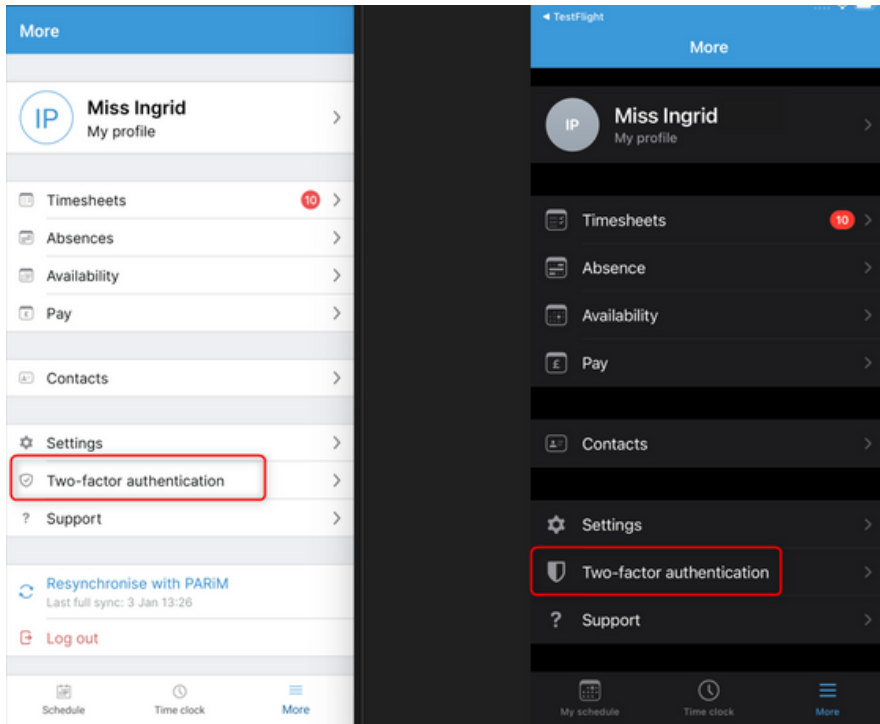 More
IP
Miss Ingrid
My profile
Timesheets
10
Absences
Availability
Pay
Contacts
Settings
Two-factor authentication
? Support
Resynchronise with PARiM
Last full sync: 3 Jan 13:26
Log out
Schedule
Time clock
More
◄ TestFlight
More
IP
Miss Ingrid
My profile
Timesheets
10
Absence
Availability
£ Pay
Contacts
Settings
Two-factor authentication
? Support
My schedule
Time clock
More